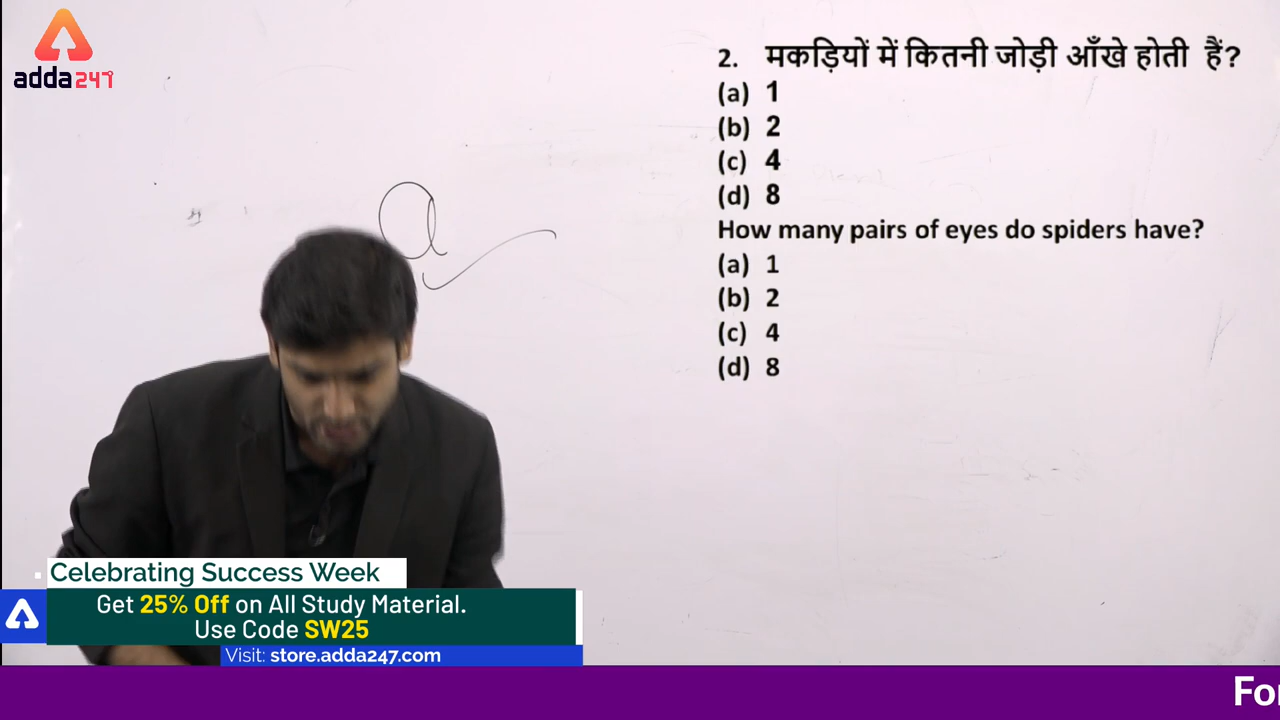 adda247
2. मकड़ियों में कितनी जोड़ी आँखे होती हैं?
(a) 1
(b) 2
(c) 4
(d) 8
How many pairs of eyes do spiders have?
(a) 1
(b) 2
(c) 4
(d) 8
a
Celebrating Success Week
Get 25% Off on All Study Material.
Use Code SW25
Visit: store.adda247.com